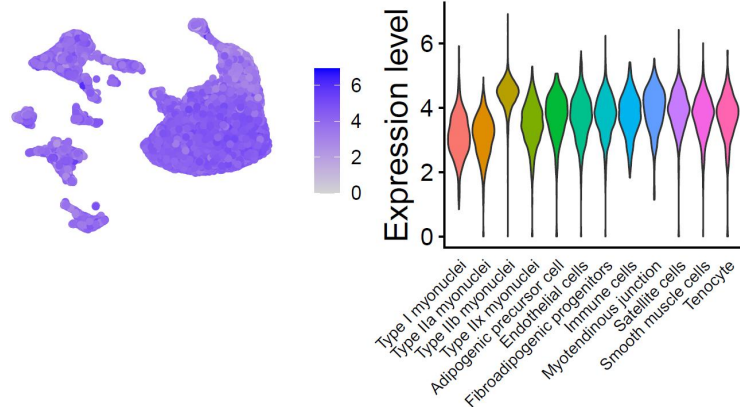 6
4
2
0
Expression level
6
4
2
0
Type I myonuclei
Type IIa myonuclei
Type IIb myonuclei
Type IIx myonuclei
Adipogenic precursor cell
Endothelial cells
Fibroadipogenic progenitors
Immune cells
Myotendinous junction
Satellite cells
Smooth muscle cells
Tenocyte